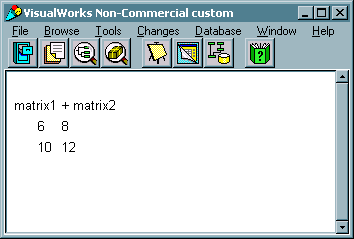 VisualWorks Non-Commercial custom
File Browse Tools Changes Database Window Help
matrix1 + matrix2
6 8
10 12